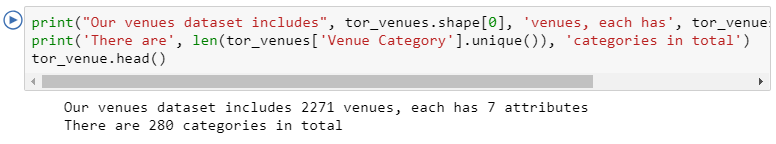 print("Our venues dataset includes", tor_venues.shape[0], 'venues, each has', tor_venues
print('There are', len(tor_venues['Venue Category'].unique()), 'categories in total')
tor_venue.head()
Our venues dataset includes 2271 venues, each has 7 attributes
There are 280 categories in total